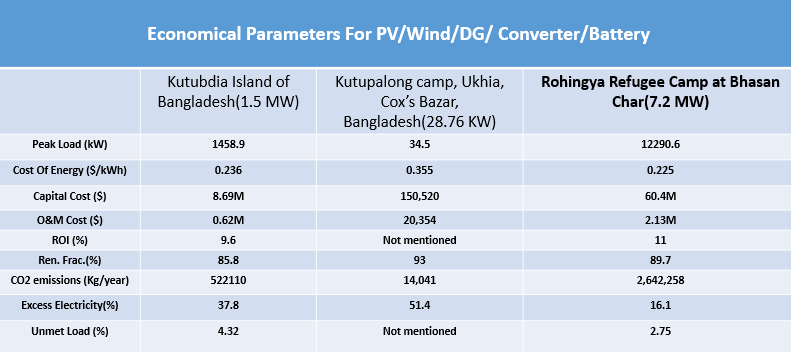 Economical Parameters For PV/Wind/DG/ Converter/Battery
Kutubdia Island of
Bangladesh(1.5 MW)
Kutupalong camp, Ukhia,
Cox's Bazar,
Bangladesh(28.76 KW)
Rohingya Refugee Camp at Bhasan
Char(7.2 MW)
Peak Load (kW) 1458.9 34.5 12290.6
Cost Of Energy ($/kWh) 0.236 0.355 0.225
Capital Cost ($) 8.69M 150,520 60.4M
O&M Cost ($) 0.62M 20,354 2.13M
ROI (%) 9.6 Not mentioned 11
Ren. Frac.(%) 85.8 93 89.7
CO2 emissions (Kg/year) 522110 14,041 2,642,258
Excess Electricity(%) 37.8 51.4 16.1
Unmet Load (%) 4.32 Not mentioned 2.75